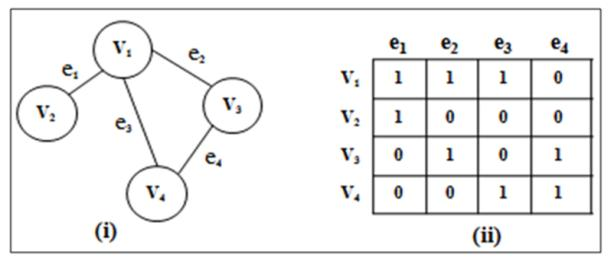 V₁
e₁
e₂
V₂
V₃
e₃
e₄
V₄
(i)
e₁ e₂ e₃ e₄
V₁ 1 1 1 0
V₂ 1 0 0 0
V₃ 0 1 0 1
V₄ 0 0 1 1
(ii)